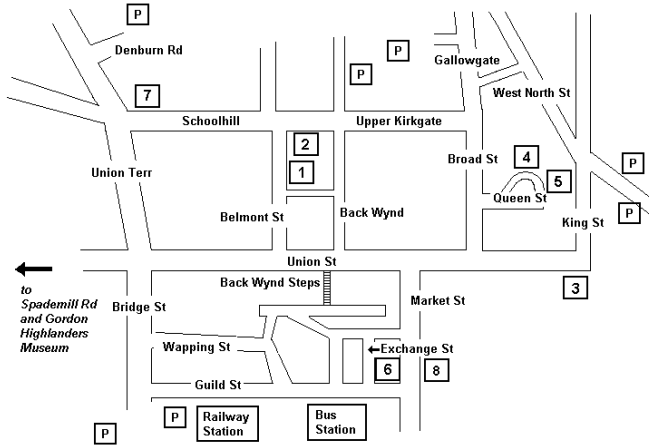 P
Denburn Rd
P
P
Gallowgate
7
West North St
Schoolhill
Upper Kirkgate
2
4
Broad St
P
1
5
Union Terr
Queen St
P
Belmont St
Back Wynd
King St
Union St
Back Wynd Steps
3
to
Spademill Rd
and Gordon
Highlanders
Museum
Bridge St
Market St
Wapping St
Exchange St
6
8
Guild St
P
P
Railway
Station
Bus
Station